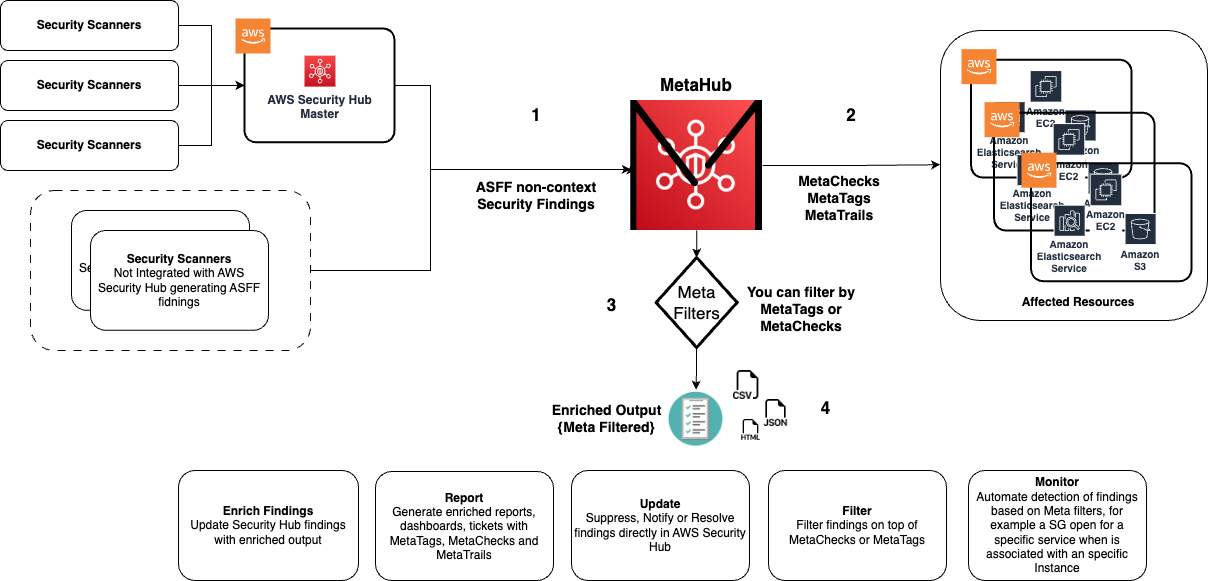 Security Scanners
Security Scanners
Security Scanners
aws
AWS Security Hub
Master
Se
Security Scanners
Not Integrated with AWS
Security Hub generating ASFF
fidnings
1
ASFF non-context
Security Findings
MetaHub
2
MetaChecks
MetaTags
MetaTrails
aws
Amazon
EC2
Amazon
Elasticsearch
Servi
aws
zon
mazon
EC2
aws
Amazon
Elasticsearch
Service
A
Amazon
EC2
Amazon
Elasticsearch
Service
Amazon
S3
Affected Resources
3
Meta
Filters
You can filter by
MetaTags or
MetaChecks
Enriched Output
{Meta Filtered}
CSV
JSON
HTML
4
Enrich Findings
Update Security Hub findings
with enriched output
Report
Generate enriched reports,
dashboards, tickets with
MetaTags, MetaChecks and
MetaTrails
Update
Suppress, Notify or Resolve
findings directly in AWS Security
Hub
Filter
Filter findings on top of
MetaChecks or MetaTags
Monitor
Automate detection of findings
based on Meta filters, for
example a SG open for a
specific service when is
associated with an specific
Instance